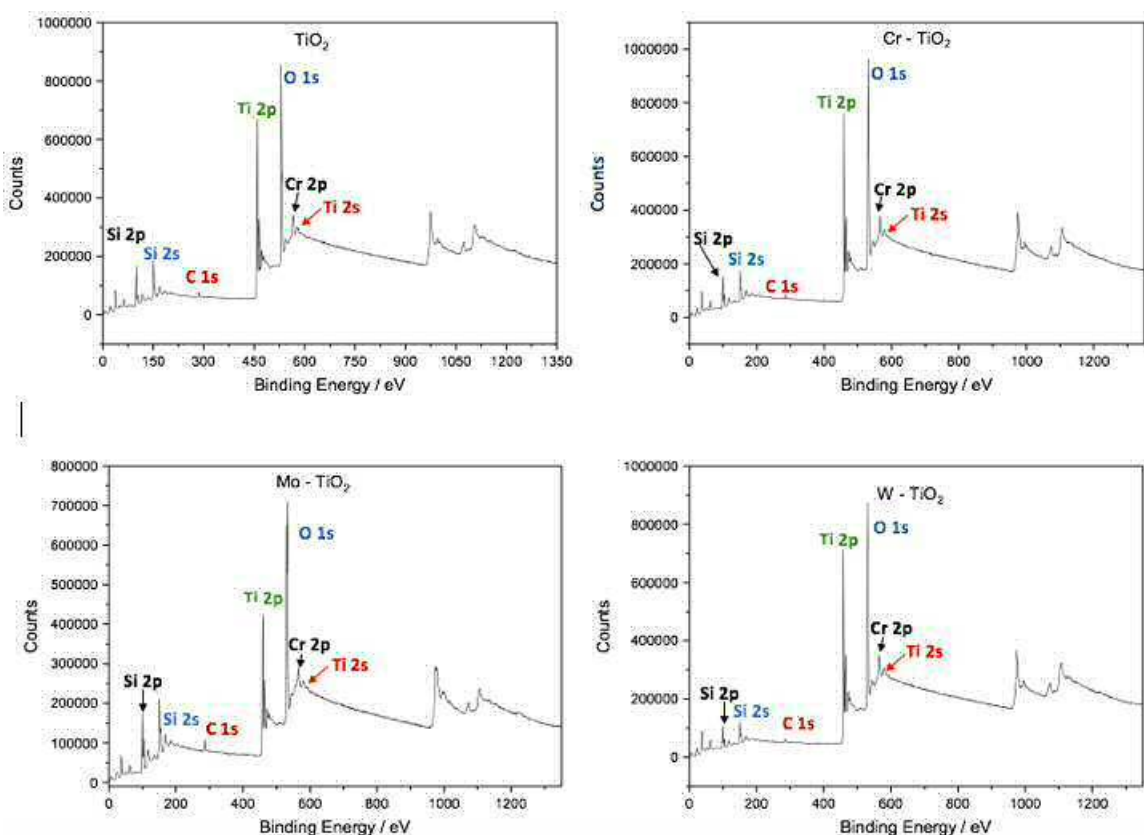 TiO2
1000000
800000
600000
400000
200000
0
Counts
O 1s
Ti 2p
Cr 2p
Ti 2s
Si 2p
Si 2s
C 1s
0 150 300 450 600 750 900 1050 1200 1350
Binding Energy / eV
Cr - TiO2
1000000
800000
600000
400000
200000
0
Counts
O 1s
Ti 2p
Cr 2p
Ti 2s
Si 2p
Si 2s
C 1s
0 200 400 600 800 1000 1200
Binding Energy / eV
Mo - TiO2
800000
700000
600000
500000
400000
300000
200000
100000
0
Counts
O 1s
Ti 2p
Cr 2p
Ti 2s
Si 2p
Si 2s
C 1s
0 200 400 600 800 1000 1200
Binding Energy / eV
W - TiO2
1000000
800000
600000
400000
200000
0
Counts
O 1s
Ti 2p
Cr 2p
Ti 2s
Si 2p
Si 2s
C 1s
0 200 400 600 800 1000 1200
Binding Energy / eV